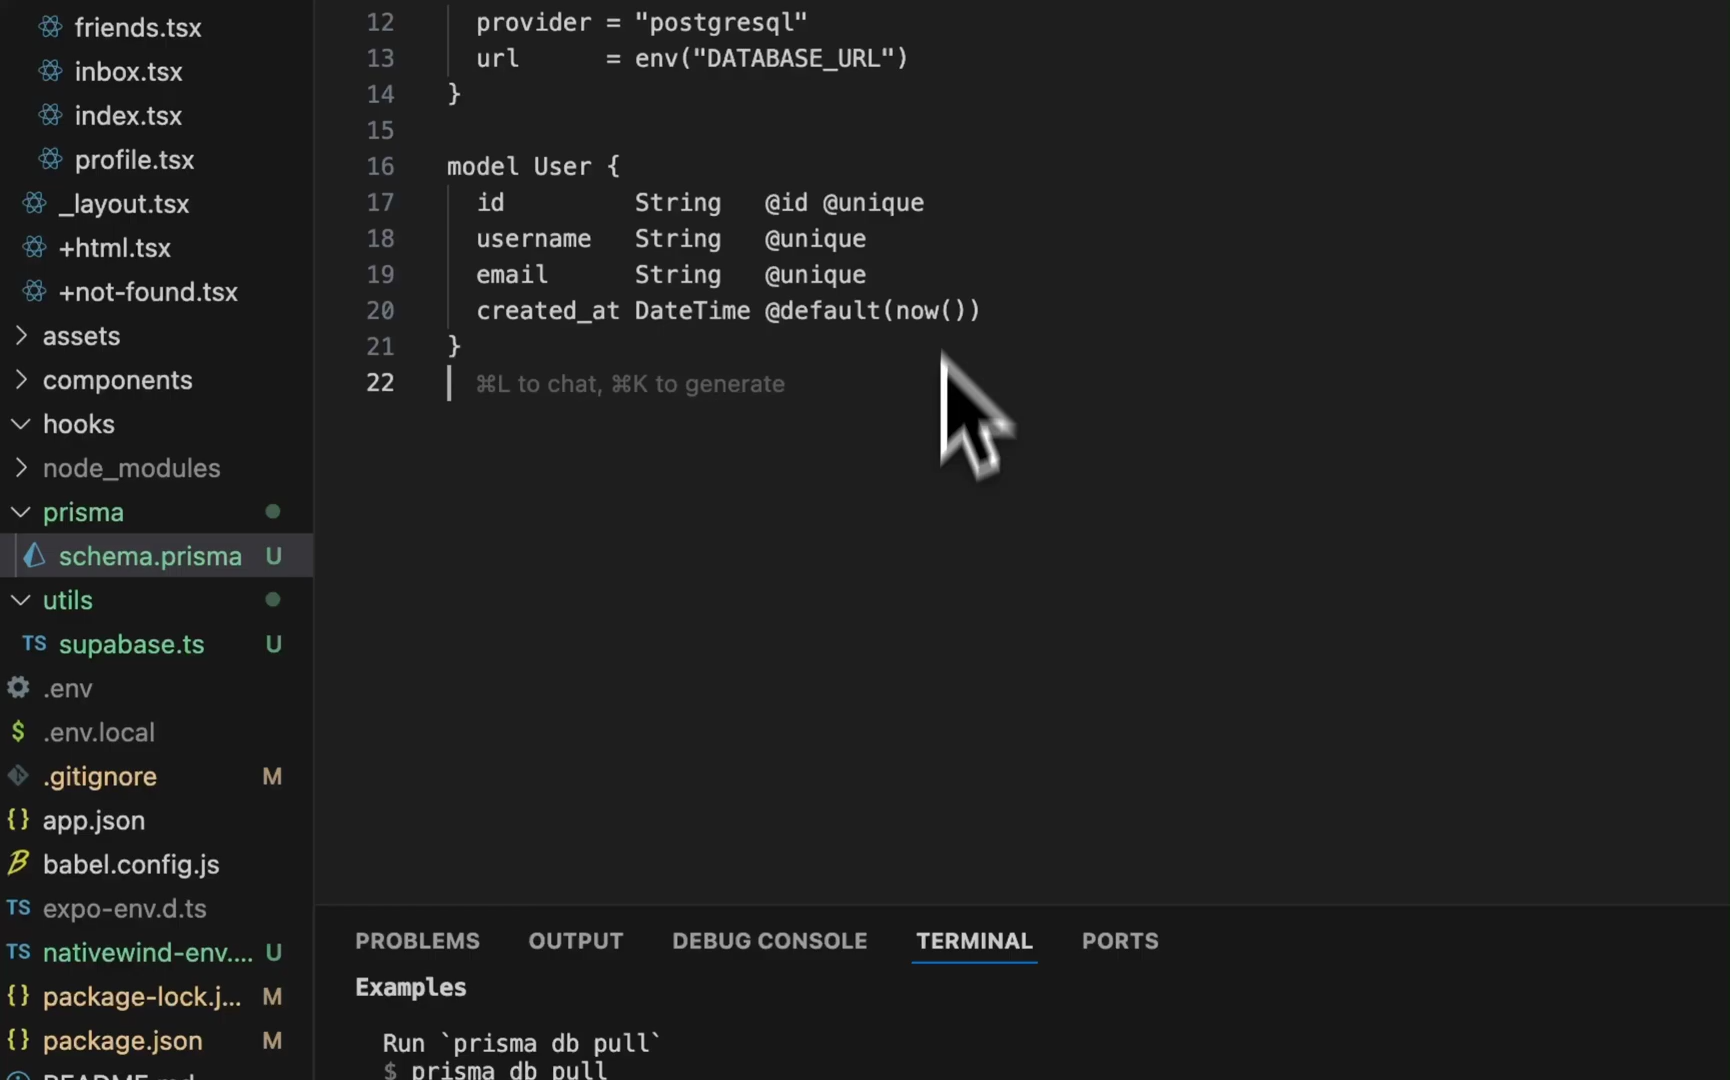 friends.tsx
inbox.tsx
index.tsx
profile.tsx
_layout.tsx
+html.tsx
+not-found.tsx
assets
components
hooks
node_modules
prisma
schema.prisma U
utils
TS supabase.ts U
.env
$ .env.local
.gitignore M
{} app.json
B babel.config.js
TS expo-env.d.ts
TS nativewind-env.... U
{} package-lock.j... M
{} package.json M
README.md
12 provider = "postgresql"
13 url = env("DATABASE_URL")
14 }
15
16 model User {
17 id String @id @unique
18 username String @unique
19 email String @unique
20 created_at DateTime @default(now())
21 }
22 ⌘L to chat, ⌘K to generate
PROBLEMS OUTPUT DEBUG CONSOLE TERMINAL PORTS
Examples
Run `prisma db pull`
$ prisma db pull